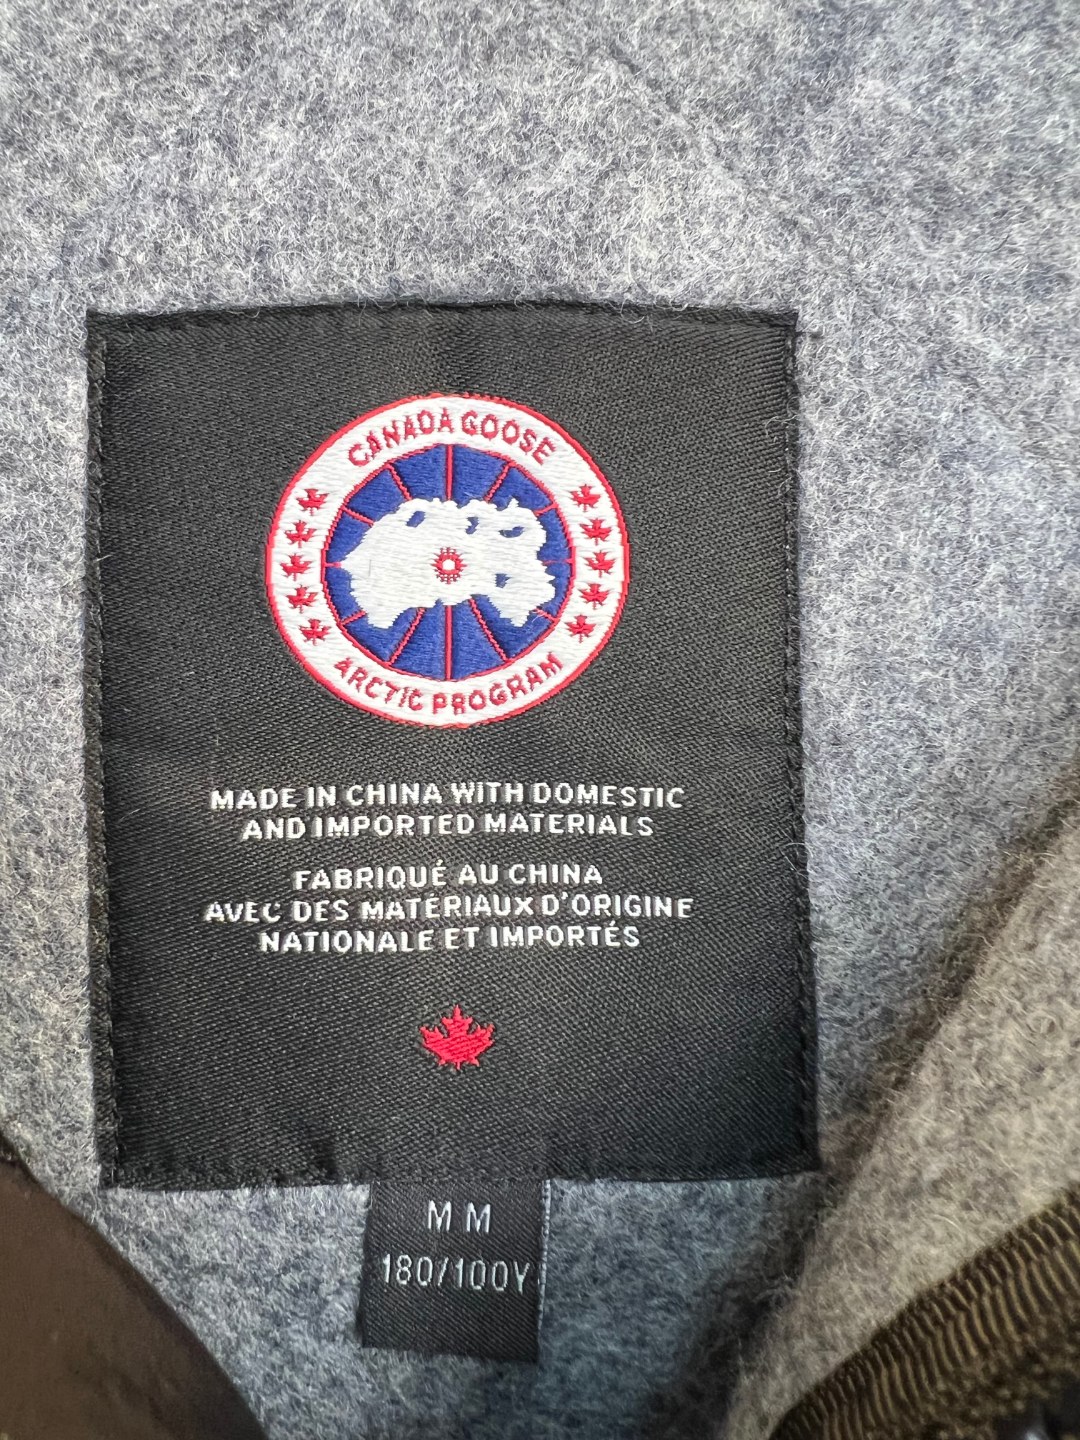 CANADA GOOSE
ARCTIC PROGRAM
MADE IN CHINA WITH DOMESTIC
AND IMPORTED MATERIALS
FABRIQUÉ AU CHINA
AVEC DES MATÉRIAUX D'ORIGINE
NATIONALE ET IMPORTÉS
M M
180/100Y